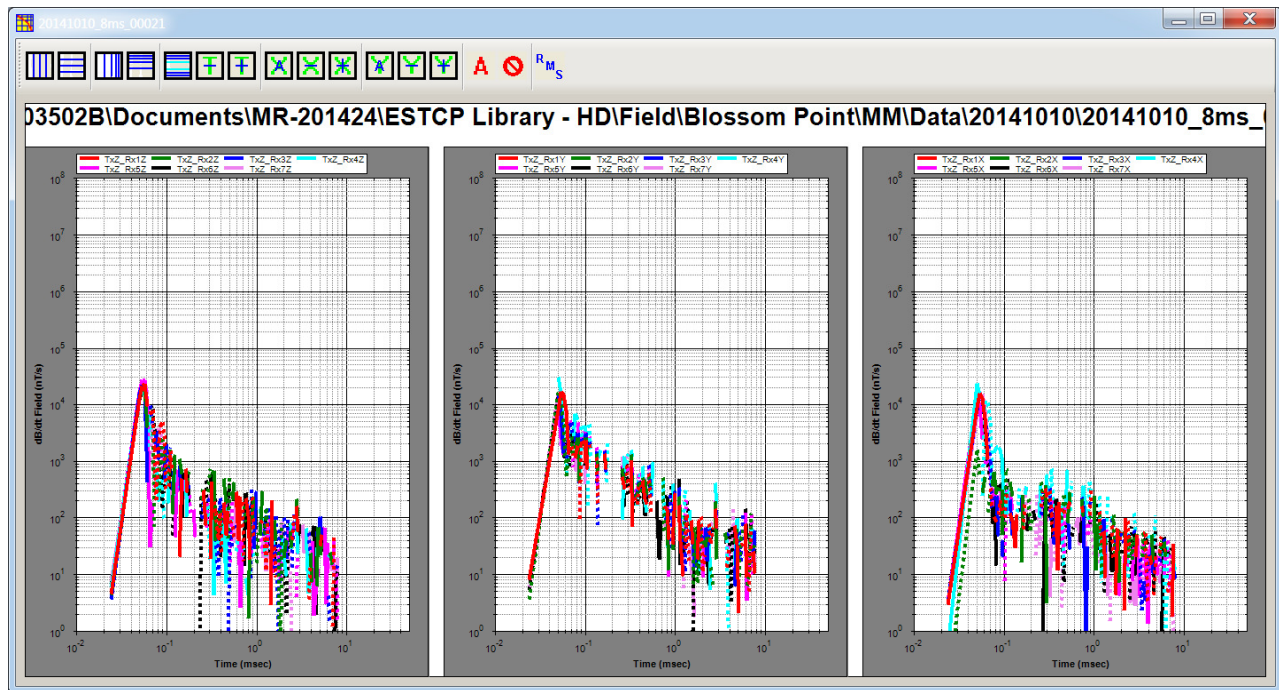 20141010_8ms_00021
A A R M S
03502B\Documents\MR-201424\ESTCP Library - HD\Field\Blossom Point\MM\Data\20141010\20141010_8ms_
TxZ_Rx1Z TxZ_Rx2Z TxZ_Rx3Z TxZ_Rx4Z
TxZ_Rx5Z TxZ_Rx6Z TxZ_Rx7Z
10^8
10^7
10^6
10^5
10^4
10^3
10^2
10^1
10^0
dB/dt Field (nT/s)
10^-2 10^-1 10^0 10^1
Time (msec)
TxZ_Rx1Y TxZ_Rx2Y TxZ_Rx3Y TxZ_Rx4Y
TxZ_Rx5Y TxZ_Rx6Y TxZ_Rx7Y
10^8
10^7
10^6
10^5
10^4
10^3
10^2
10^1
10^0
dB/dt Field (nT/s)
10^-2 10^-1 10^0 10^1
Time (msec)
TxZ_Rx1X TxZ_Rx2X TxZ_Rx3X TxZ_Rx4X
TxZ_Rx5X TxZ_Rx6X TxZ_Rx7X
10^8
10^7
10^6
10^5
10^4
10^3
10^2
10^1
10^0
dB/dt Field (nT/s)
10^-2 10^-1 10^0 10^1
Time (msec)